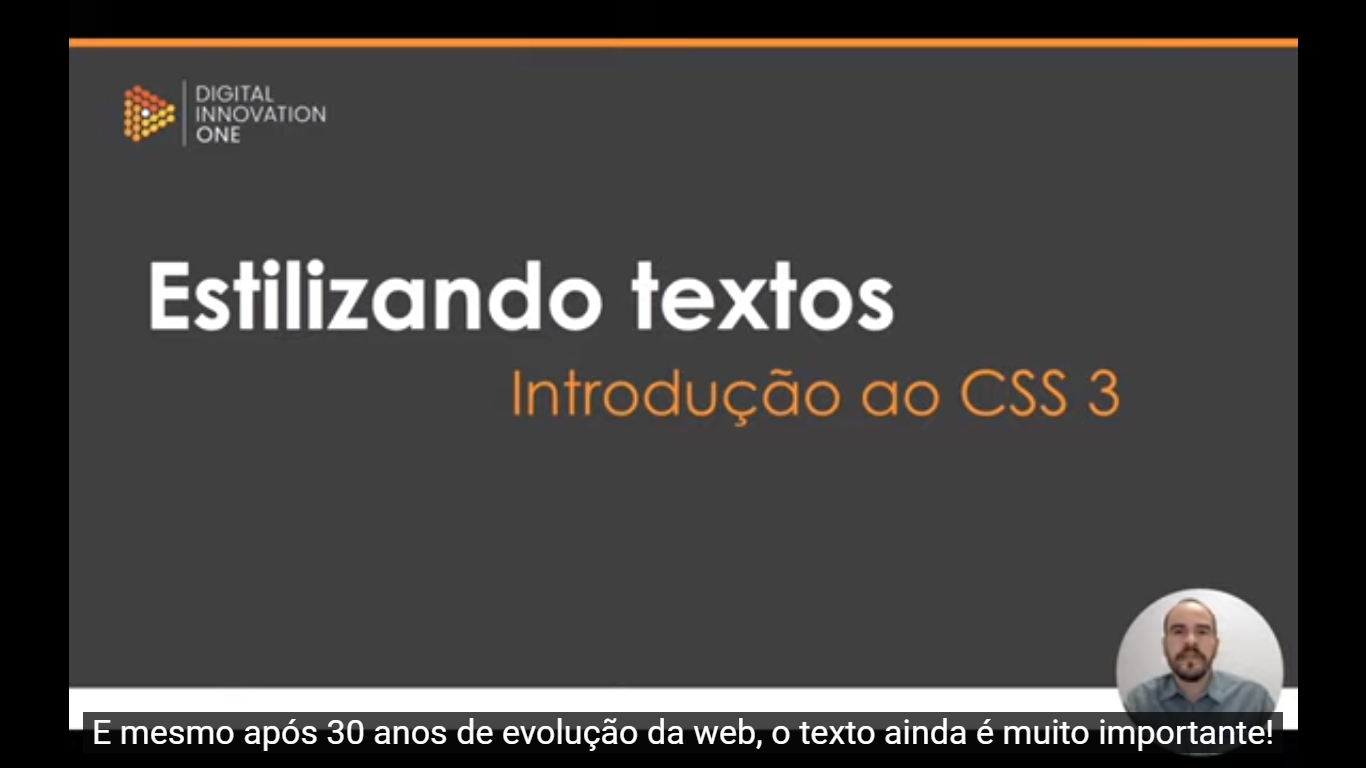 DIGITAL
INNOVATION
ONE
Estilizando textos
Introdução ao CSS 3
E mesmo após 30 anos de evolução da web, o texto ainda é muito importante!